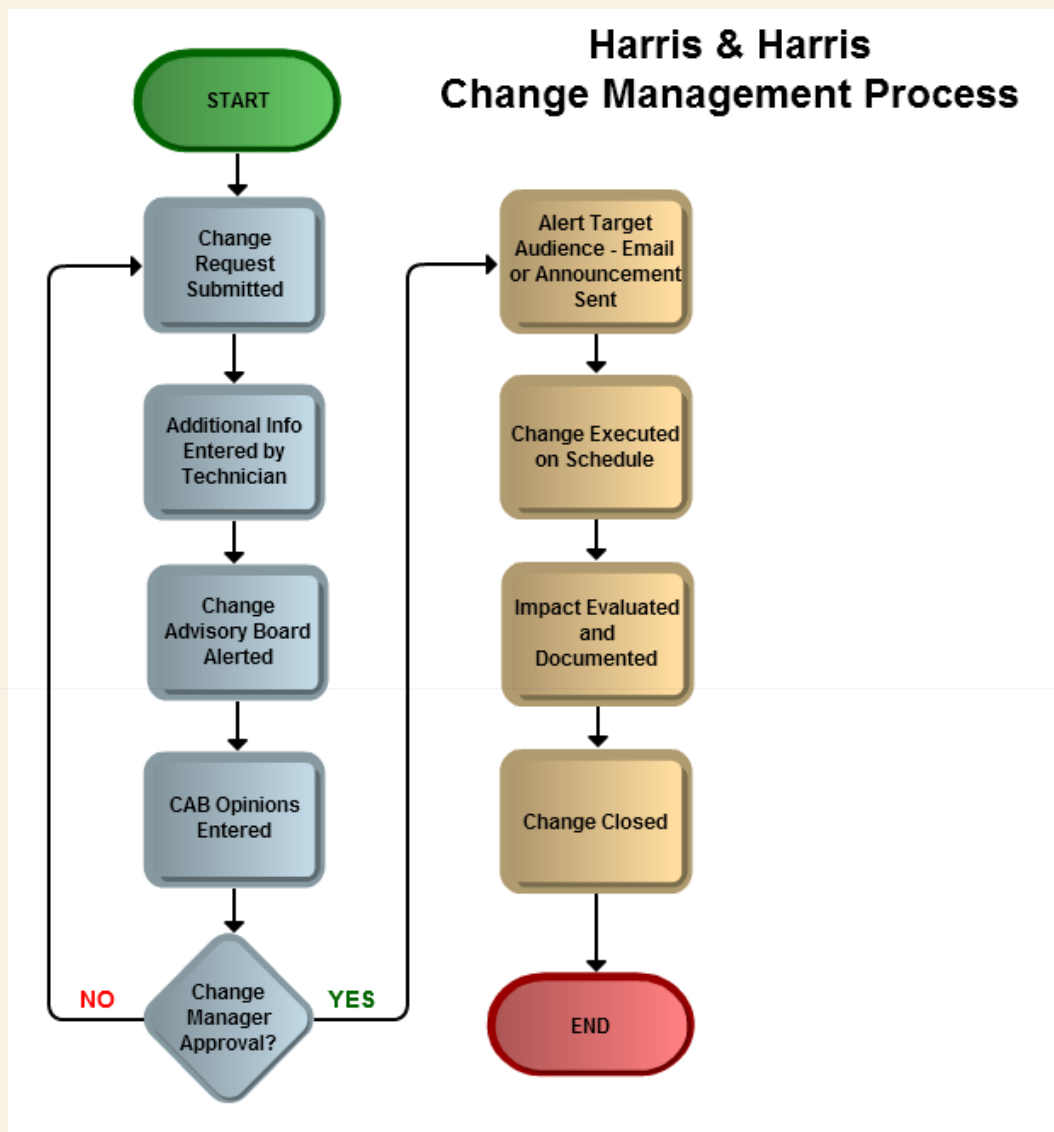 Harris & Harris
Change Management Process
START
Change
Request
Submitted
Additional Info
Entered by
Technician
Change
Advisory Board
Alerted
CAB Opinions
Entered
Change
Manager
Approval?
NO
YES
Alert Target
Audience - Email
or Announcement
Sent
Change Executed
on Schedule
Impact Evaluated
and
Documented
Change Closed
END